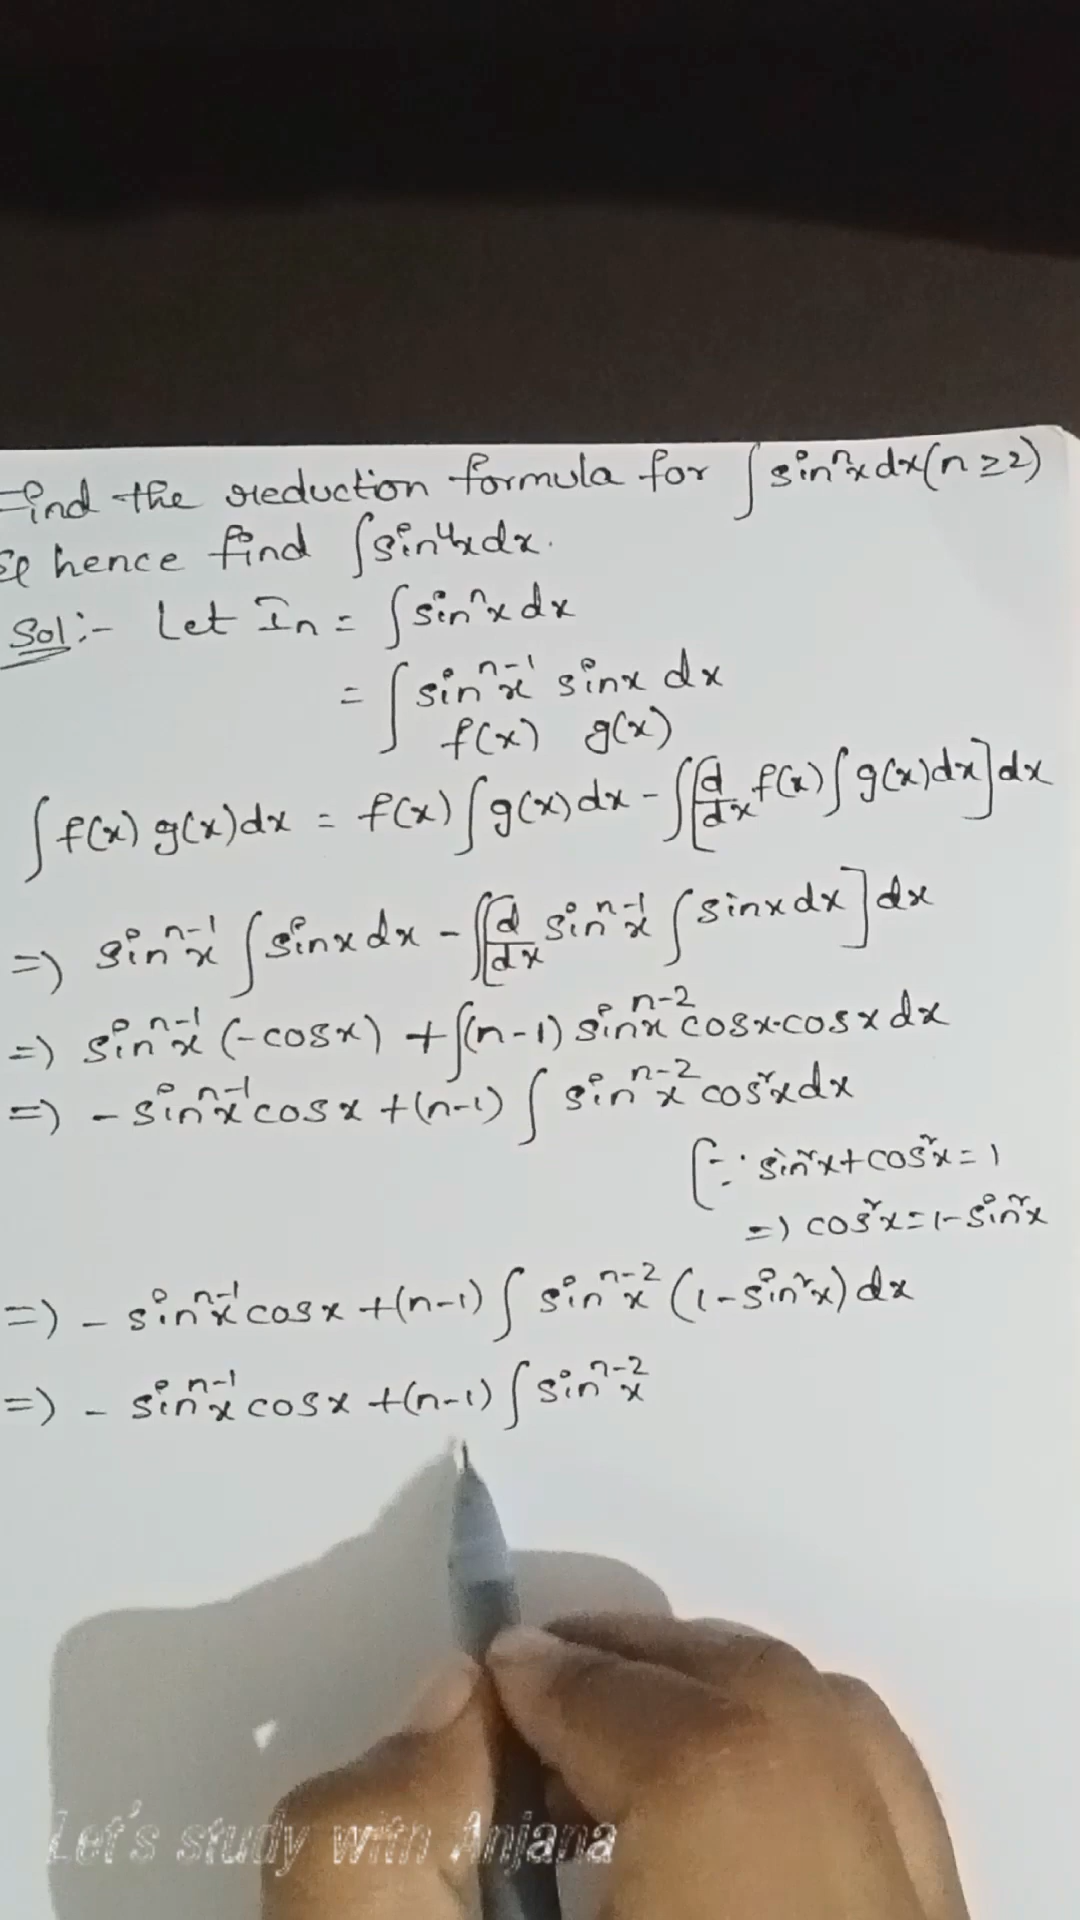 Find the reduction formula for ∫ sinⁿx dx (n ≥ 2)
& hence find ∫ sin⁴x dx.
Sol:- Let Iₙ = ∫ sinⁿx dx
= ∫ sinⁿ⁻¹x sinx dx
f(x) g(x)
∫ f(x) g(x) dx = f(x) ∫ g(x) dx - ∫ [d/dx f(x) ∫ g(x) dx] dx
⇒ sinⁿ⁻¹x ∫ sinx dx - ∫ [d/dx sinⁿ⁻¹x ∫ sinx dx] dx
⇒ sinⁿ⁻¹x (-cosx) + ∫ (n-1) sinⁿ⁻²x cosx·cosx dx
⇒ - sinⁿ⁻¹x cosx + (n-1) ∫ sinⁿ⁻²x cos²x dx
(∵ sin²x + cos²x = 1
⇒ cos²x = 1 - sin²x
⇒ - sinⁿ⁻¹x cosx + (n-1) ∫ sinⁿ⁻²x (1 - sin²x) dx
⇒ - sinⁿ⁻¹x cosx + (n-1) ∫ sinⁿ⁻²x
Let's study with Anjana